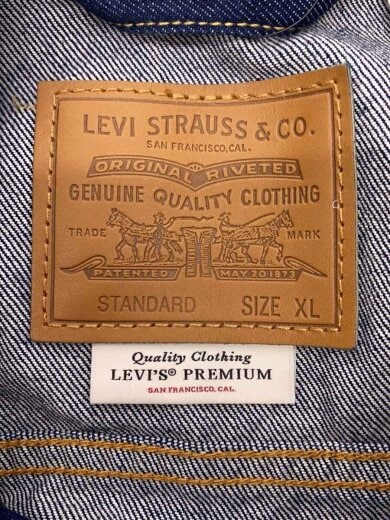 LEVI STRAUSS & CO.
SAN FRANCISCO, CAL.
ORIGINAL RIVETED
GENUINE QUALITY CLOTHING
TRADE MARK
PATENTED MAY 20 1873
STANDARD SIZE XL
Quality Clothing
LEVI'S® PREMIUM
SAN FRANCISCO, CAL.